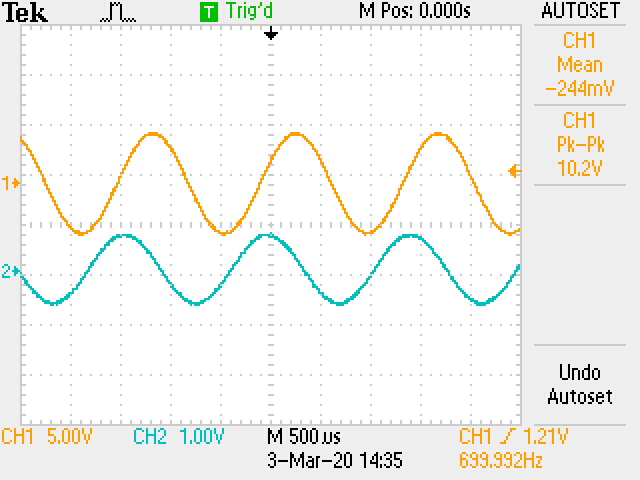 Tek T Trig'd M Pos: 0.000s AUTOSET
CH1
Mean
-244mV
CH1
Pk-Pk
10.2V
1
2
Undo
Autoset
CH1 5.00V CH2 1.00V M 500µs CH1 1.21V
3-Mar-20 14:35 699.992Hz